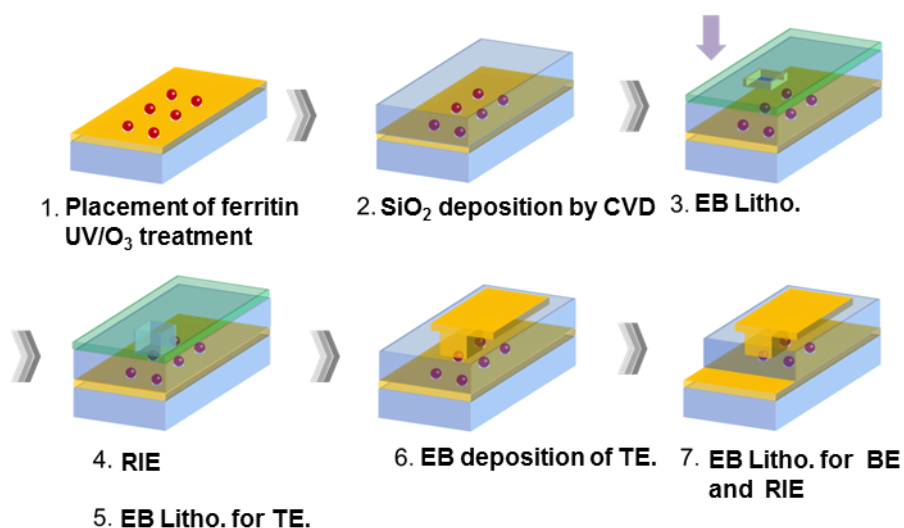 1. Placement of ferritin
UV/O₃ treatment
2. SiO₂ deposition by CVD
3. EB Litho.
4. RIE
5. EB Litho. for TE.
6. EB deposition of TE.
7. EB Litho. for BE
and RIE